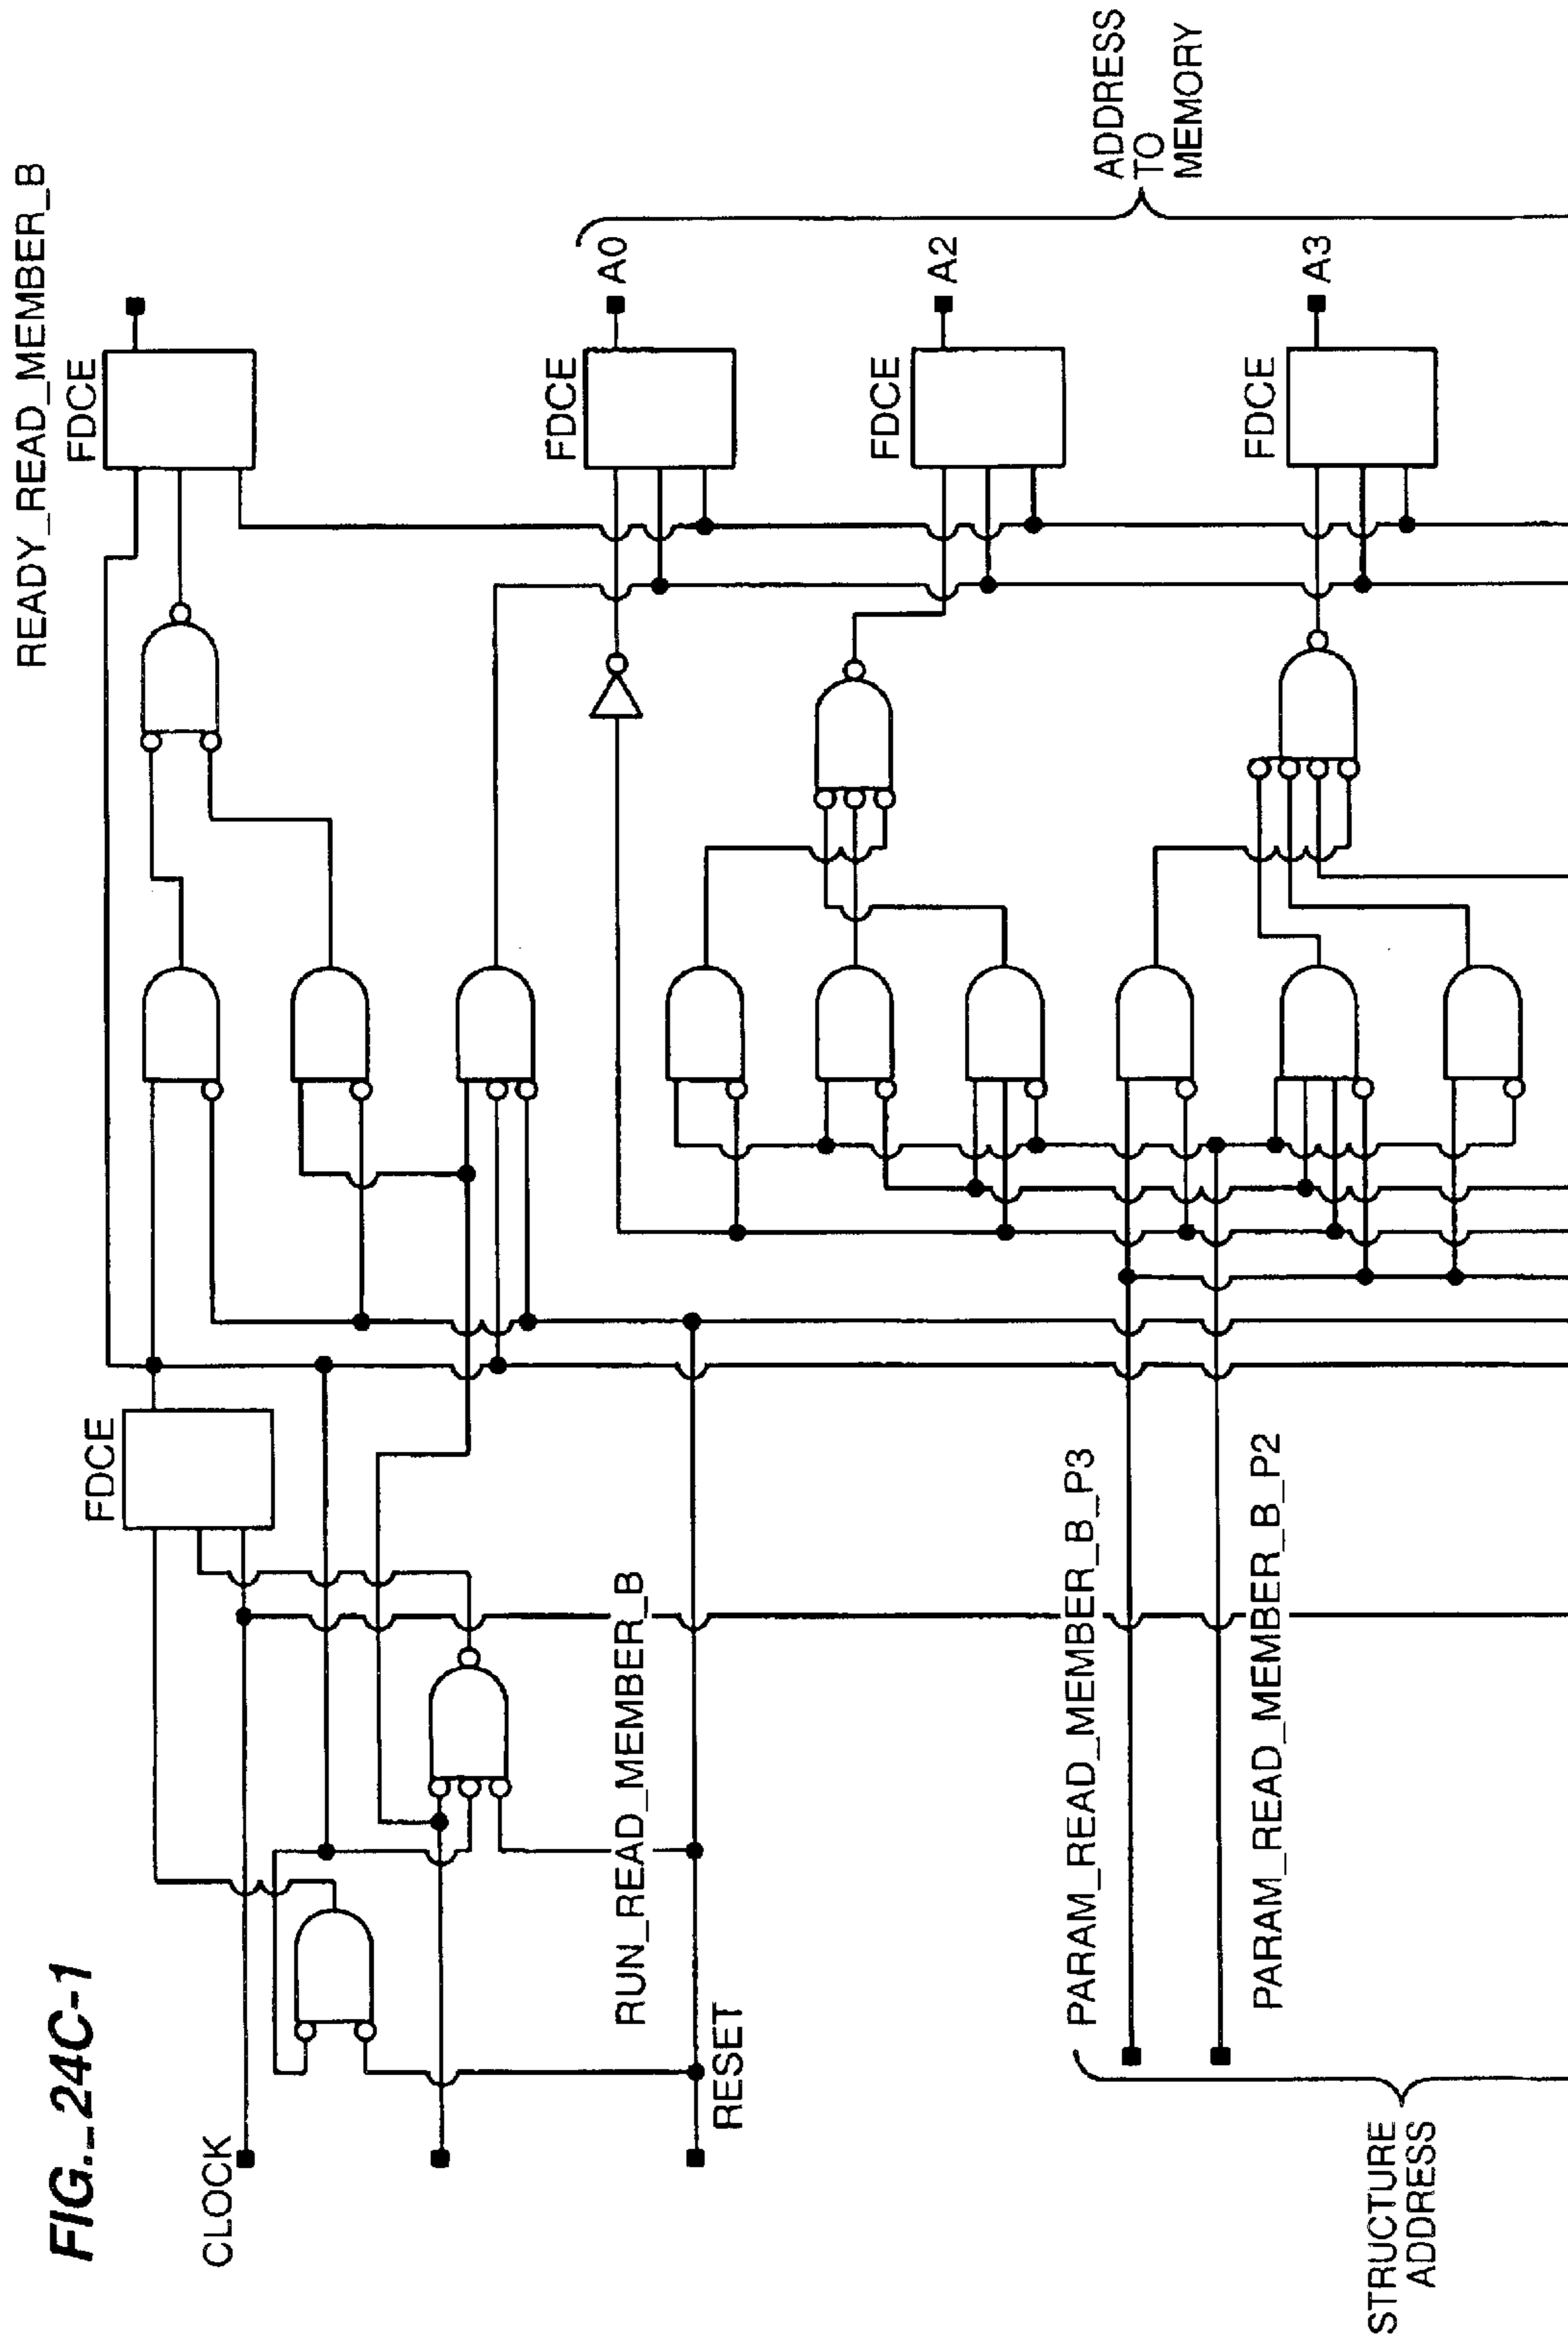 FIG._24C-1
CLOCK
RUN_READ_MEMBER_B
RESET
STRUCTURE
ADDRESS
PARAM_READ_MEMBER_B_P3
PARAM_READ_MEMBER_B_P2
FDCE
READY_READ_MEMBER_B
FDCE
FDCE
A0
FDCE
A2
FDCE
A3
ADDRESS
TO
MEMORY